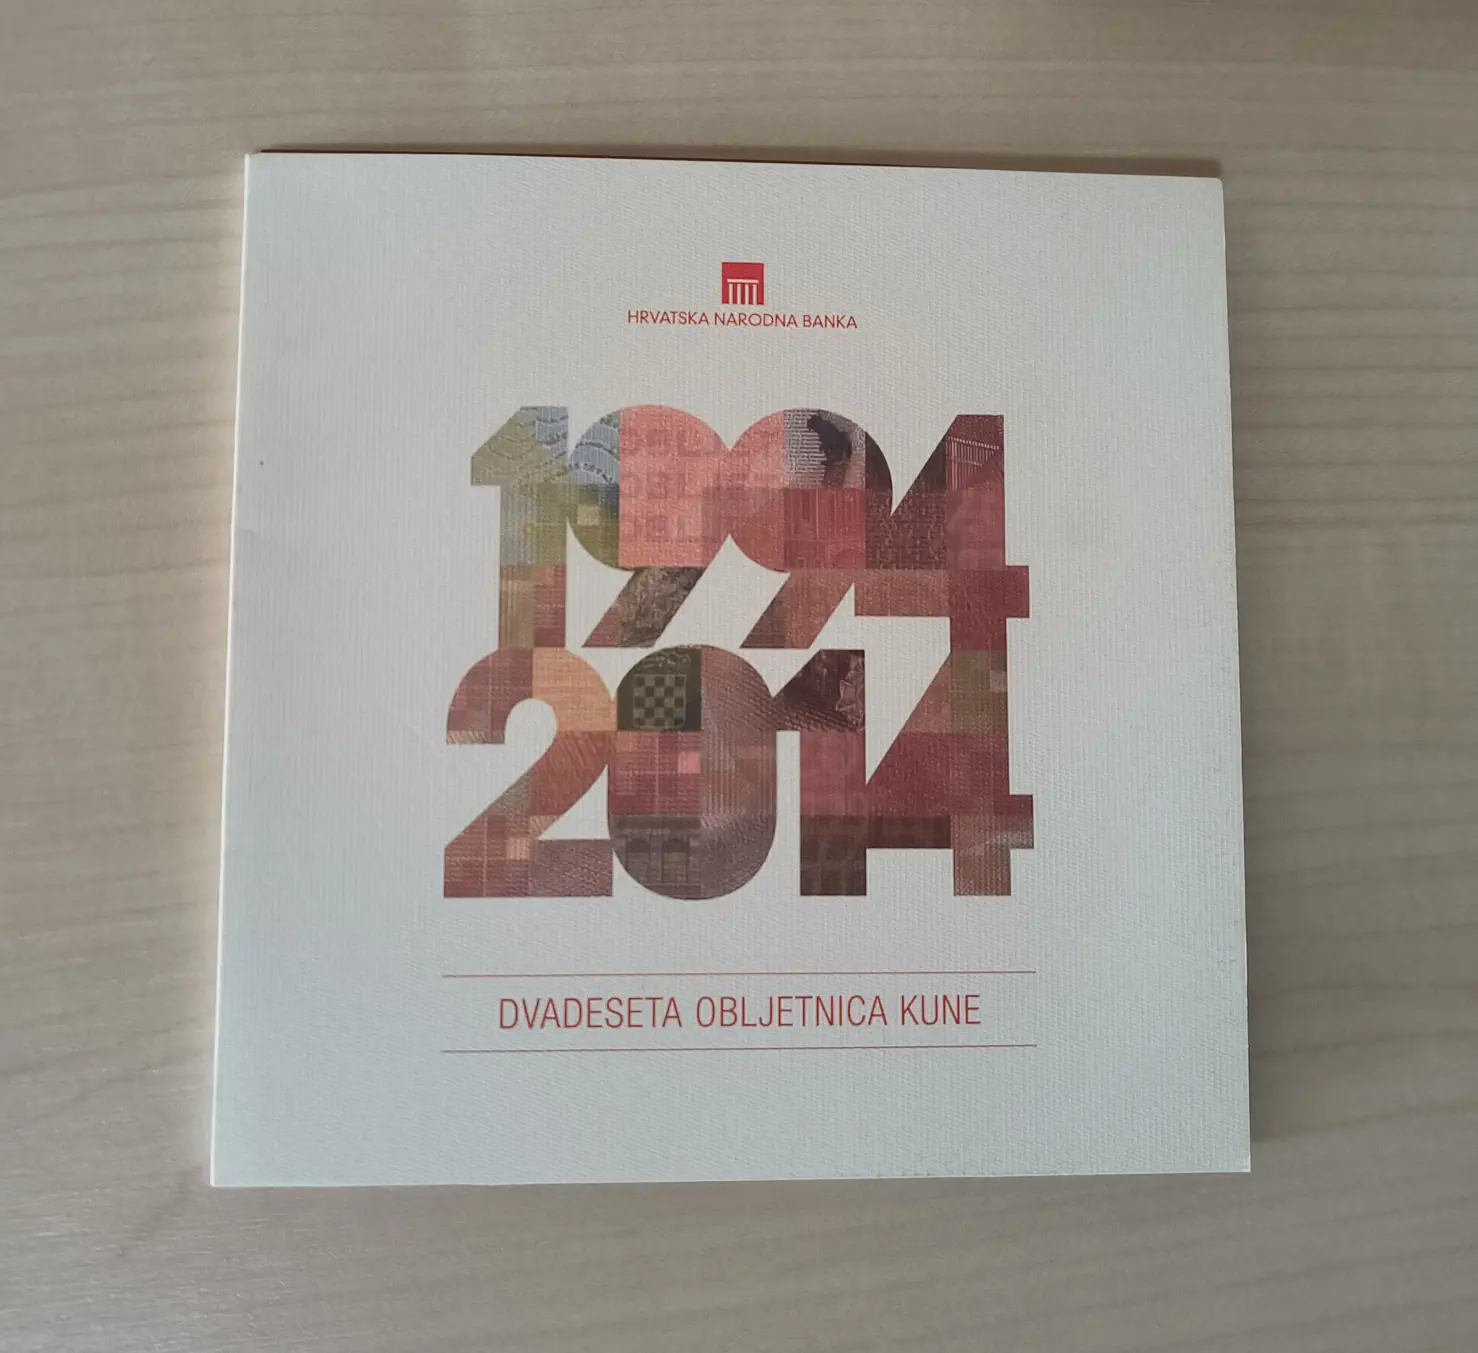 HRVATSKA NARODNA BANKA
1994
2014
DVADESETA OBLJETNICA KUNE